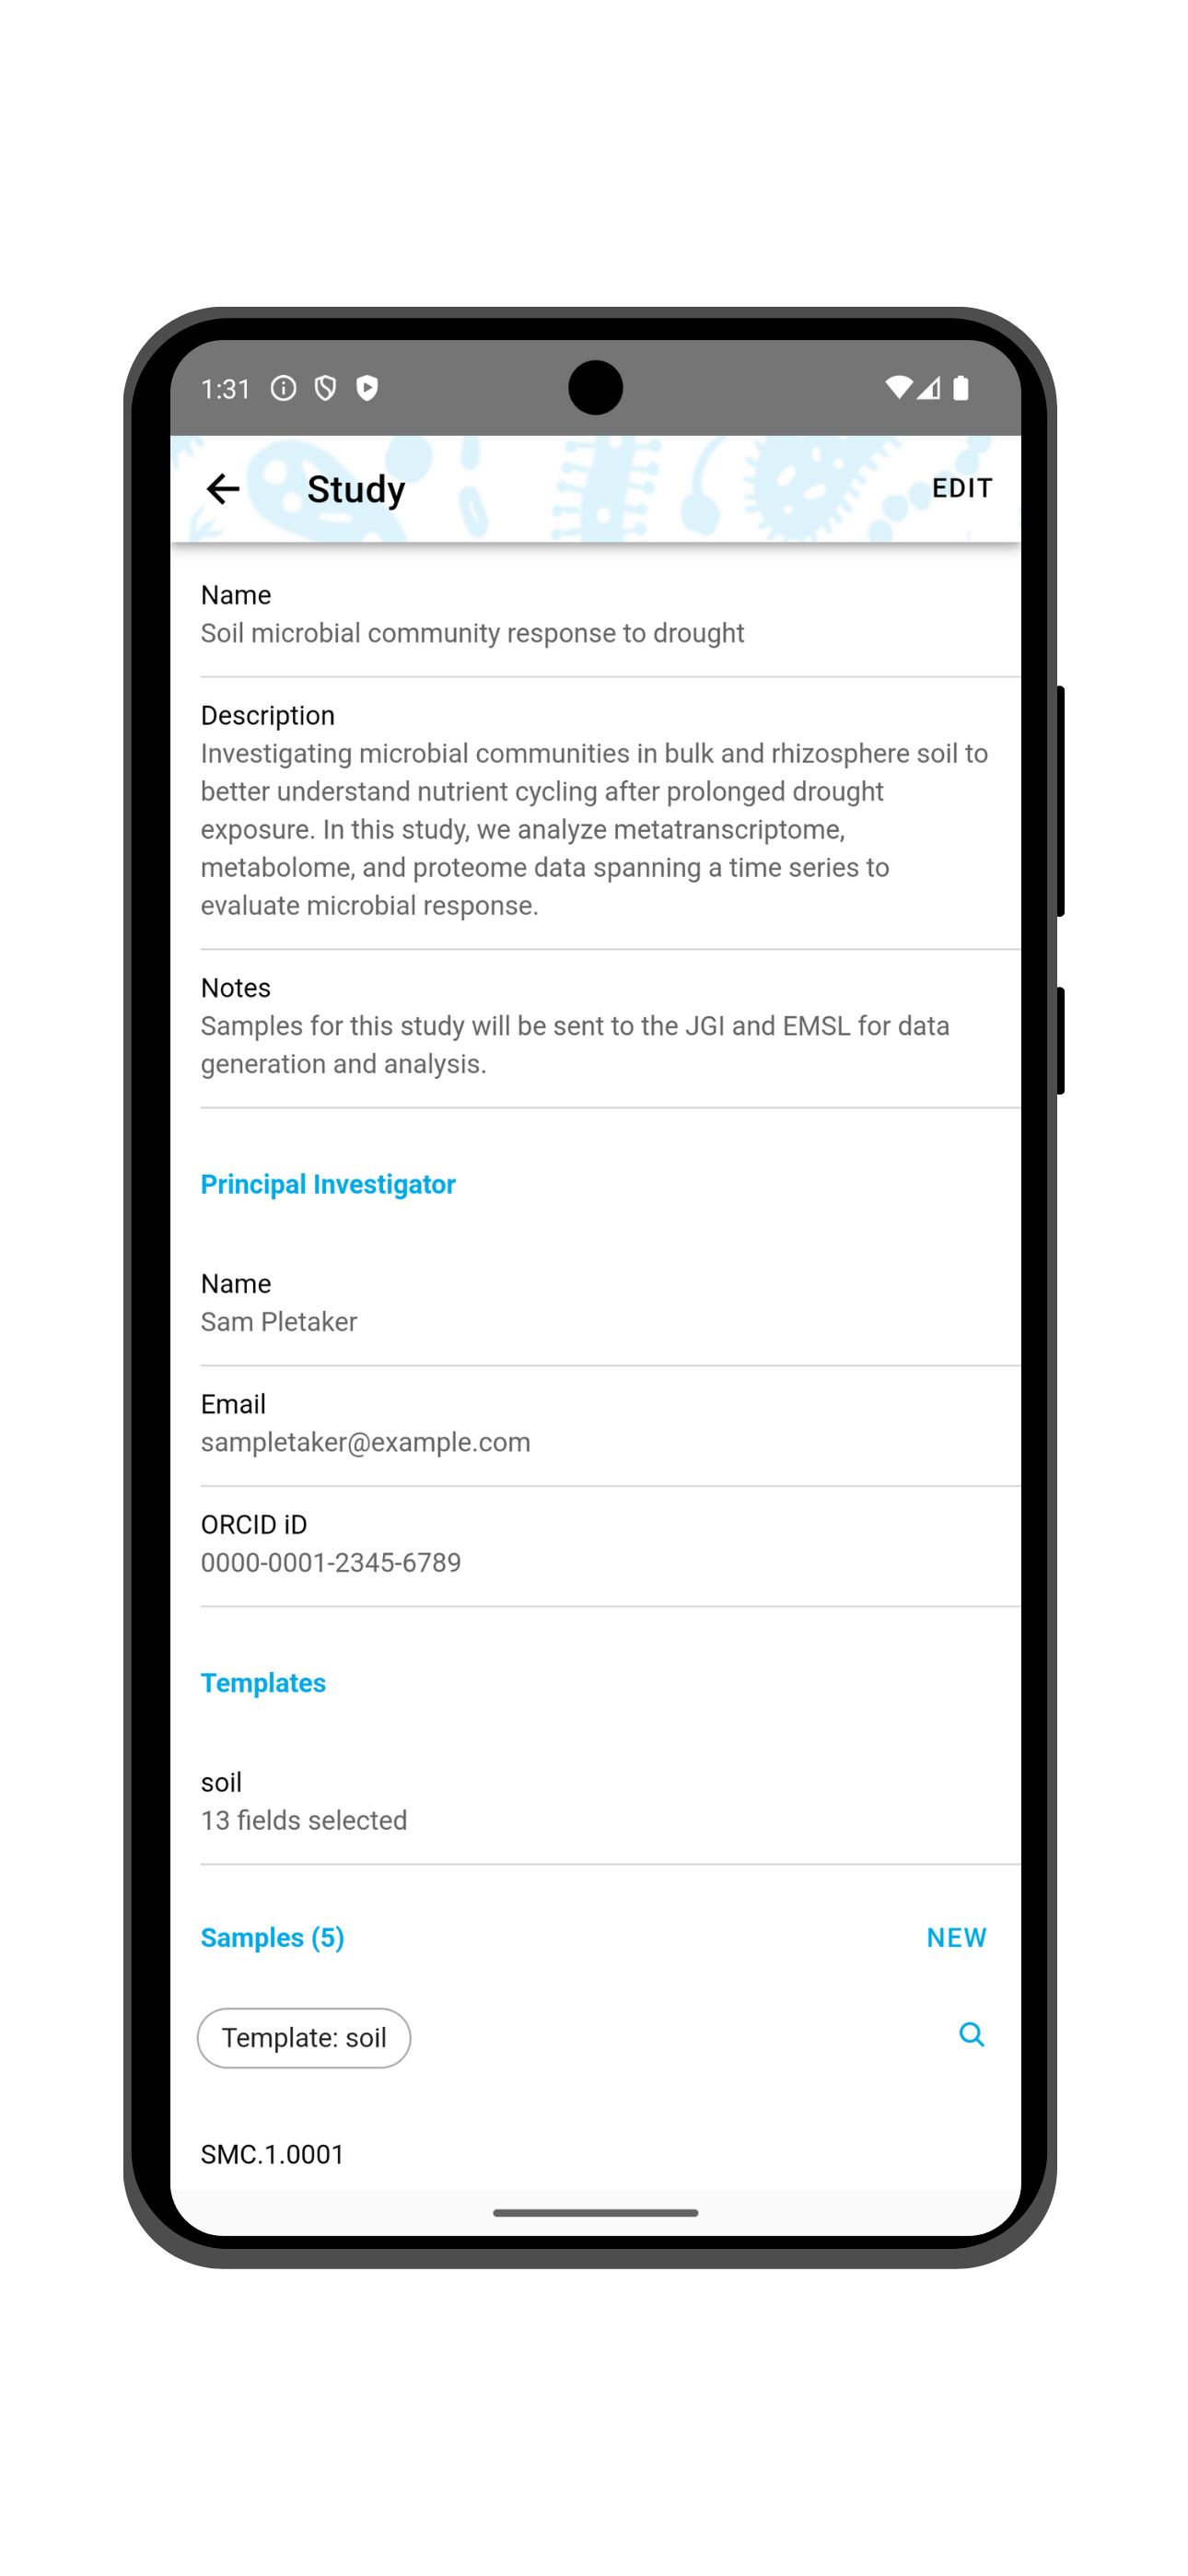 1:31
Study
EDIT
Name
Soil microbial community response to drought
Description
Investigating microbial communities in bulk and rhizosphere soil to
better understand nutrient cycling after prolonged drought
exposure. In this study, we analyze metatranscriptome,
metabolome, and proteome data spanning a time series to
evaluate microbial response.
Notes
Samples for this study will be sent to the JGI and EMSL for data
generation and analysis.
Principal Investigator
Name
Sam Pletaker
Email
sampletaker@example.com
ORCID iD
0000-0001-2345-6789
Templates
soil
13 fields selected
Samples (5)
NEW
Template: soil
SMC.1.0001